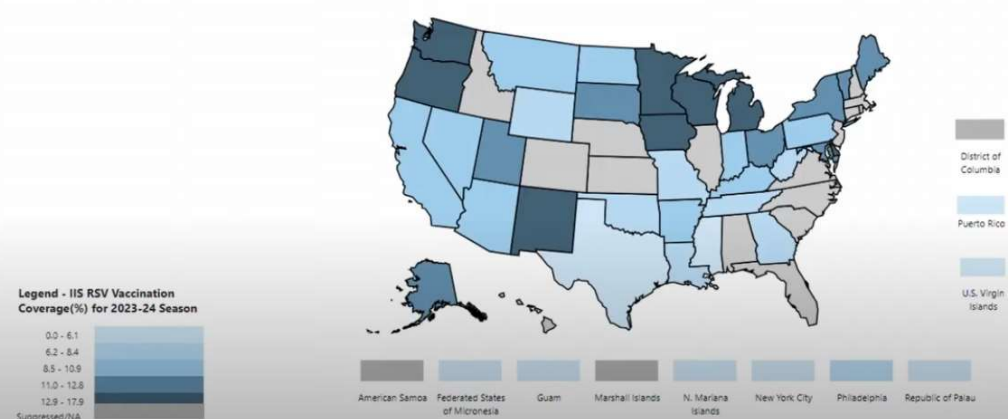 District of
Columbia
Puerto Rico
U.S. Virgin
Islands
Legend - IIS RSV Vaccination
Coverage(%) for 2023-24 Season
0.0 - 6.1
6.2 - 8.4
8.5 - 10.9
11.0 - 12.8
12.9 - 17.9
Suppressed/NA
American Samoa
Federated States
of Micronesia
Guam
Marshall Islands
N. Mariana
Islands
New York City
Philadelphia
Republic of Palau